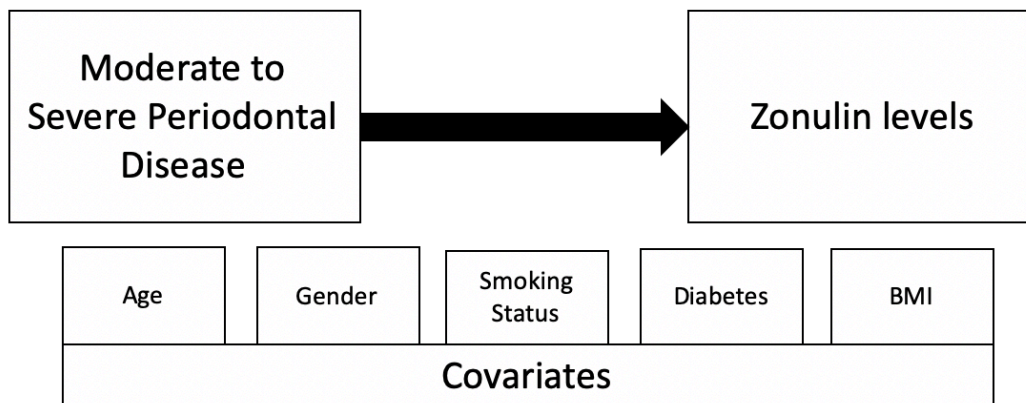 Moderate to
Severe Periodontal
Disease
Zonulin levels
Age
Gender
Smoking
Status
Diabetes
BMI
Covariates